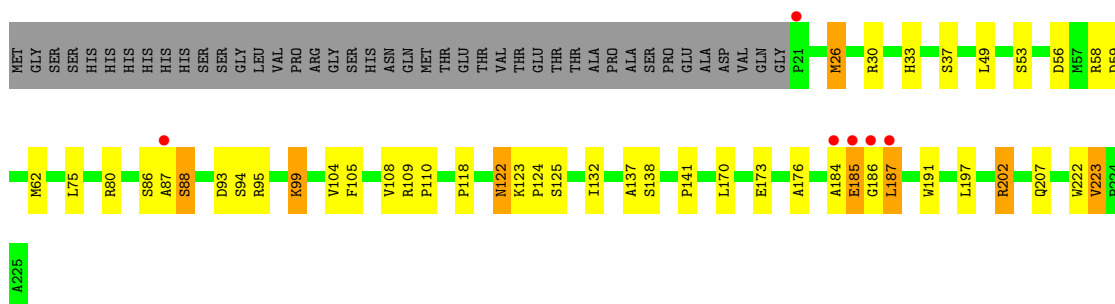 MET GLY SER SER HIS HIS HIS HIS HIS HIS SER SER GLY LEU VAL PRO ARG GLY SER HIS ASN GLN MET THR GLU THR VAL THR GLU THR THR ALA PRO ALA SER PRO GLU ALA ASP VAL GLN GLY P21 M26 R30 H33 S37 L49 S53 D56 M57 R58 D59
M62 L75 R80 S86 A87 S88 D93 S94 R95 K99 V104 F105 V108 R109 P110 P118 N122 K123 P124 S125 I132 A137 S138 P141 L170 E173 A176 A184 E185 G186 L187 W191 L197 R202 Q207 W222 V223 P224
A225